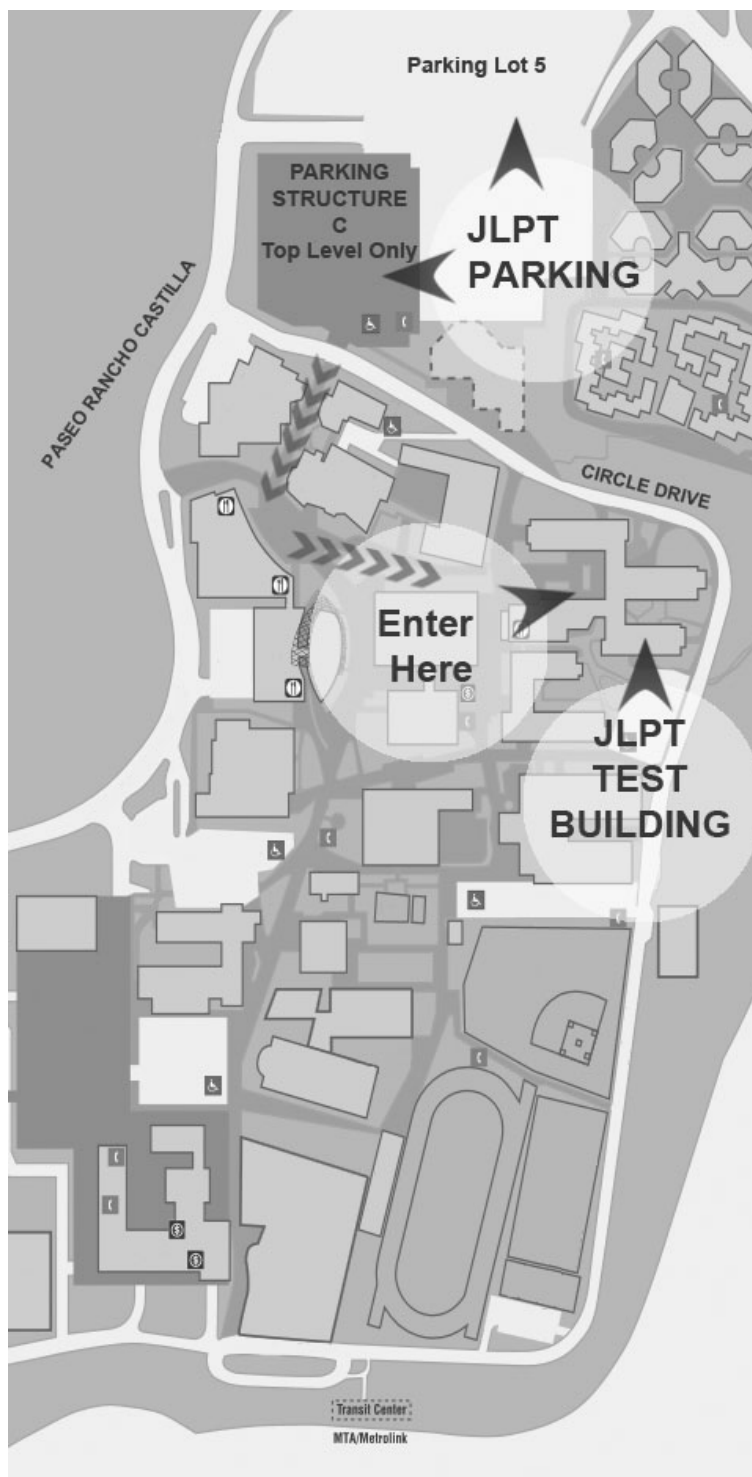 Parking Lot 5
PARKING
STRUCTURE
C
Top Level Only
JLPT
PARKING
PASEO RANCHO CASTILLA
CIRCLE DRIVE
Enter
Here
JLPT
TEST
BUILDING
Transit Center
MTA/Metrolink